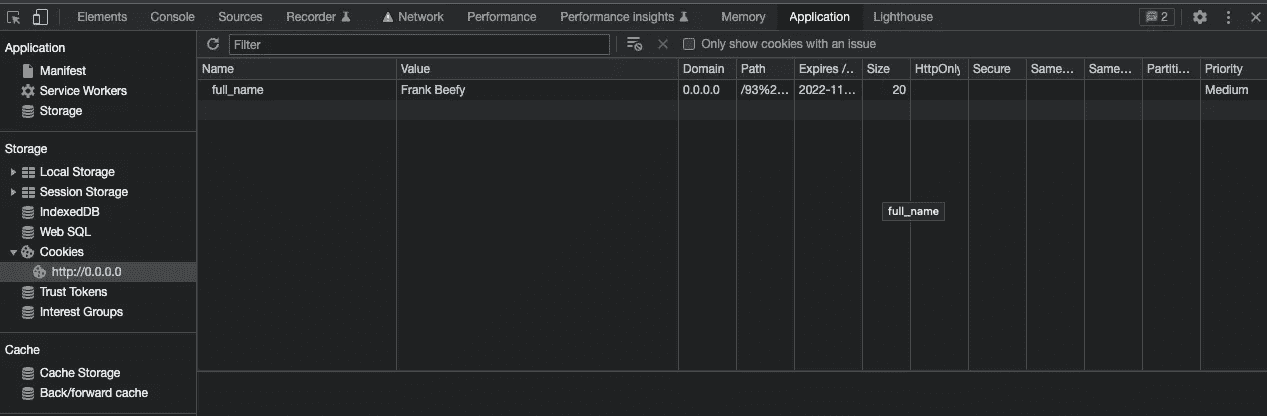 Elements Console Sources Recorder Network Performance Performance insights Memory Application Lighthouse 2
Application
Manifest
Service Workers
Storage
Storage
Local Storage
Session Storage
IndexedDB
Web SQL
Cookies
http://0.0.0.0
Trust Tokens
Interest Groups
Cache
Cache Storage
Back/forward cache
Filter Only show cookies with an issue
Name Value Domain Path Expires /... Size HttpOnly Secure Same... Same... Partiti... Priority
full_name Frank Beefy 0.0.0.0 /93%2... 2022-11... 20 Medium
full_name